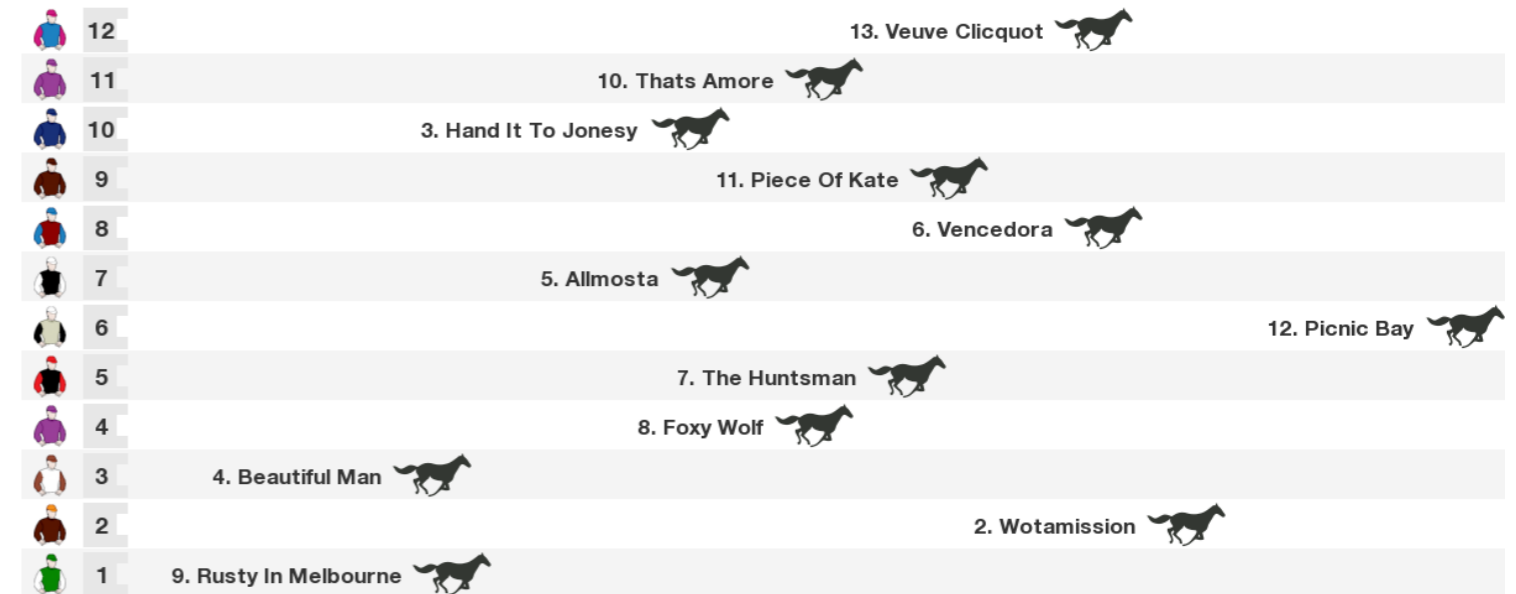 12 13. Veuve Clicquot
11 10. Thats Amore
10 3. Hand It To Jonesy
9 11. Piece Of Kate
8 6. Vencedora
7 5. Allmosta
6 12. Picnic Bay
5 7. The Huntsman
4 8. Foxy Wolf
3 4. Beautiful Man
2 2. Wotamission
1 9. Rusty In Melbourne